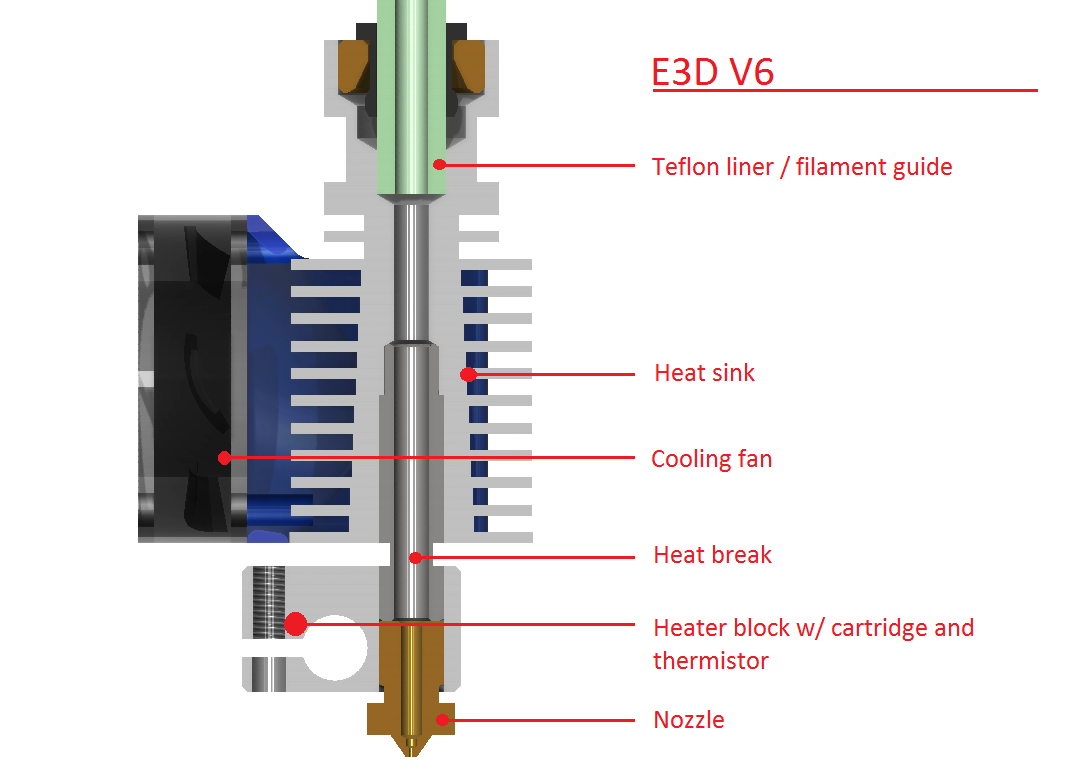 E3D V6
Teflon liner / filament guide
Heat sink
Cooling fan
Heat break
Heater block w/ cartridge and
thermistor
Nozzle